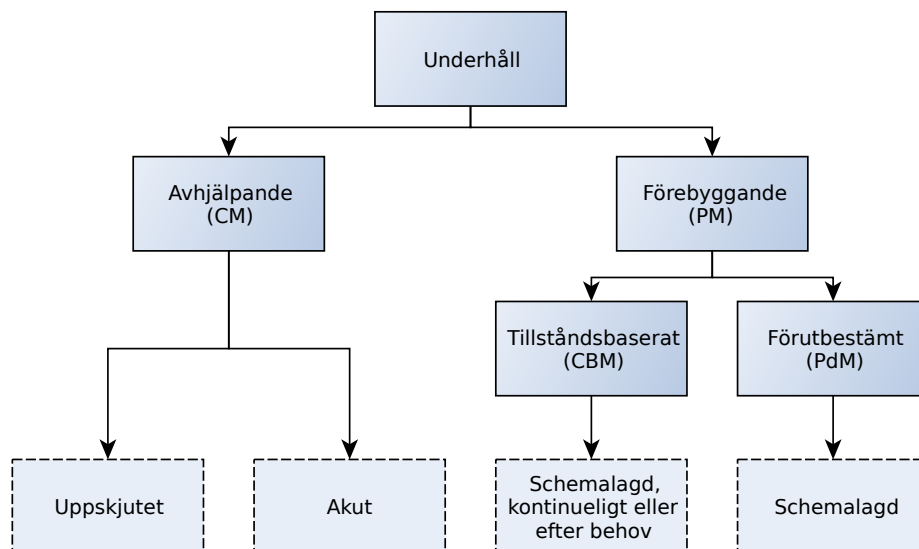 Underhåll
Avhjälpande
(CM)
Förebyggande
(PM)
Tillståndsbaserat
(CBM)
Förutbestämt
(PdM)
Uppskjutet
Akut
Schemalagd,
kontinueligt eller
efter behov
Schemalagd